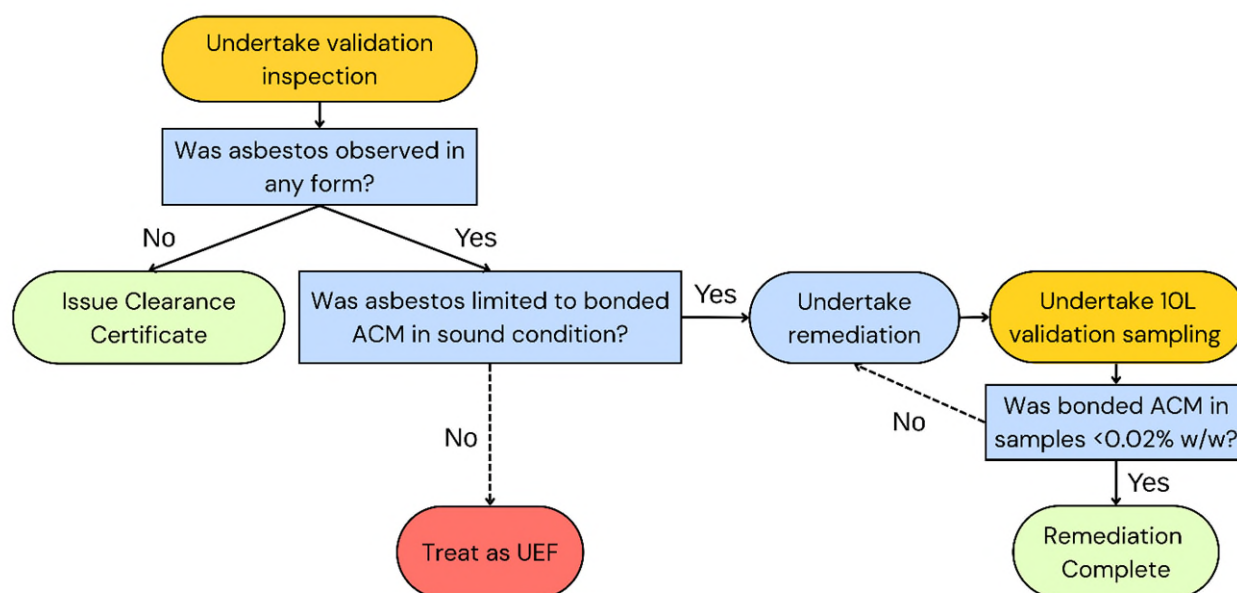 Undertake validation
inspection
Was asbestos observed in
any form?
No
Yes
Issue Clearance
Certificate
Was asbestos limited to bonded
ACM in sound condition?
Yes
Undertake
remediation
Undertake 10L
validation sampling
No
Was bonded ACM in
samples <0.02% w/w?
No
Yes
Treat as UEF
Remediation
Complete